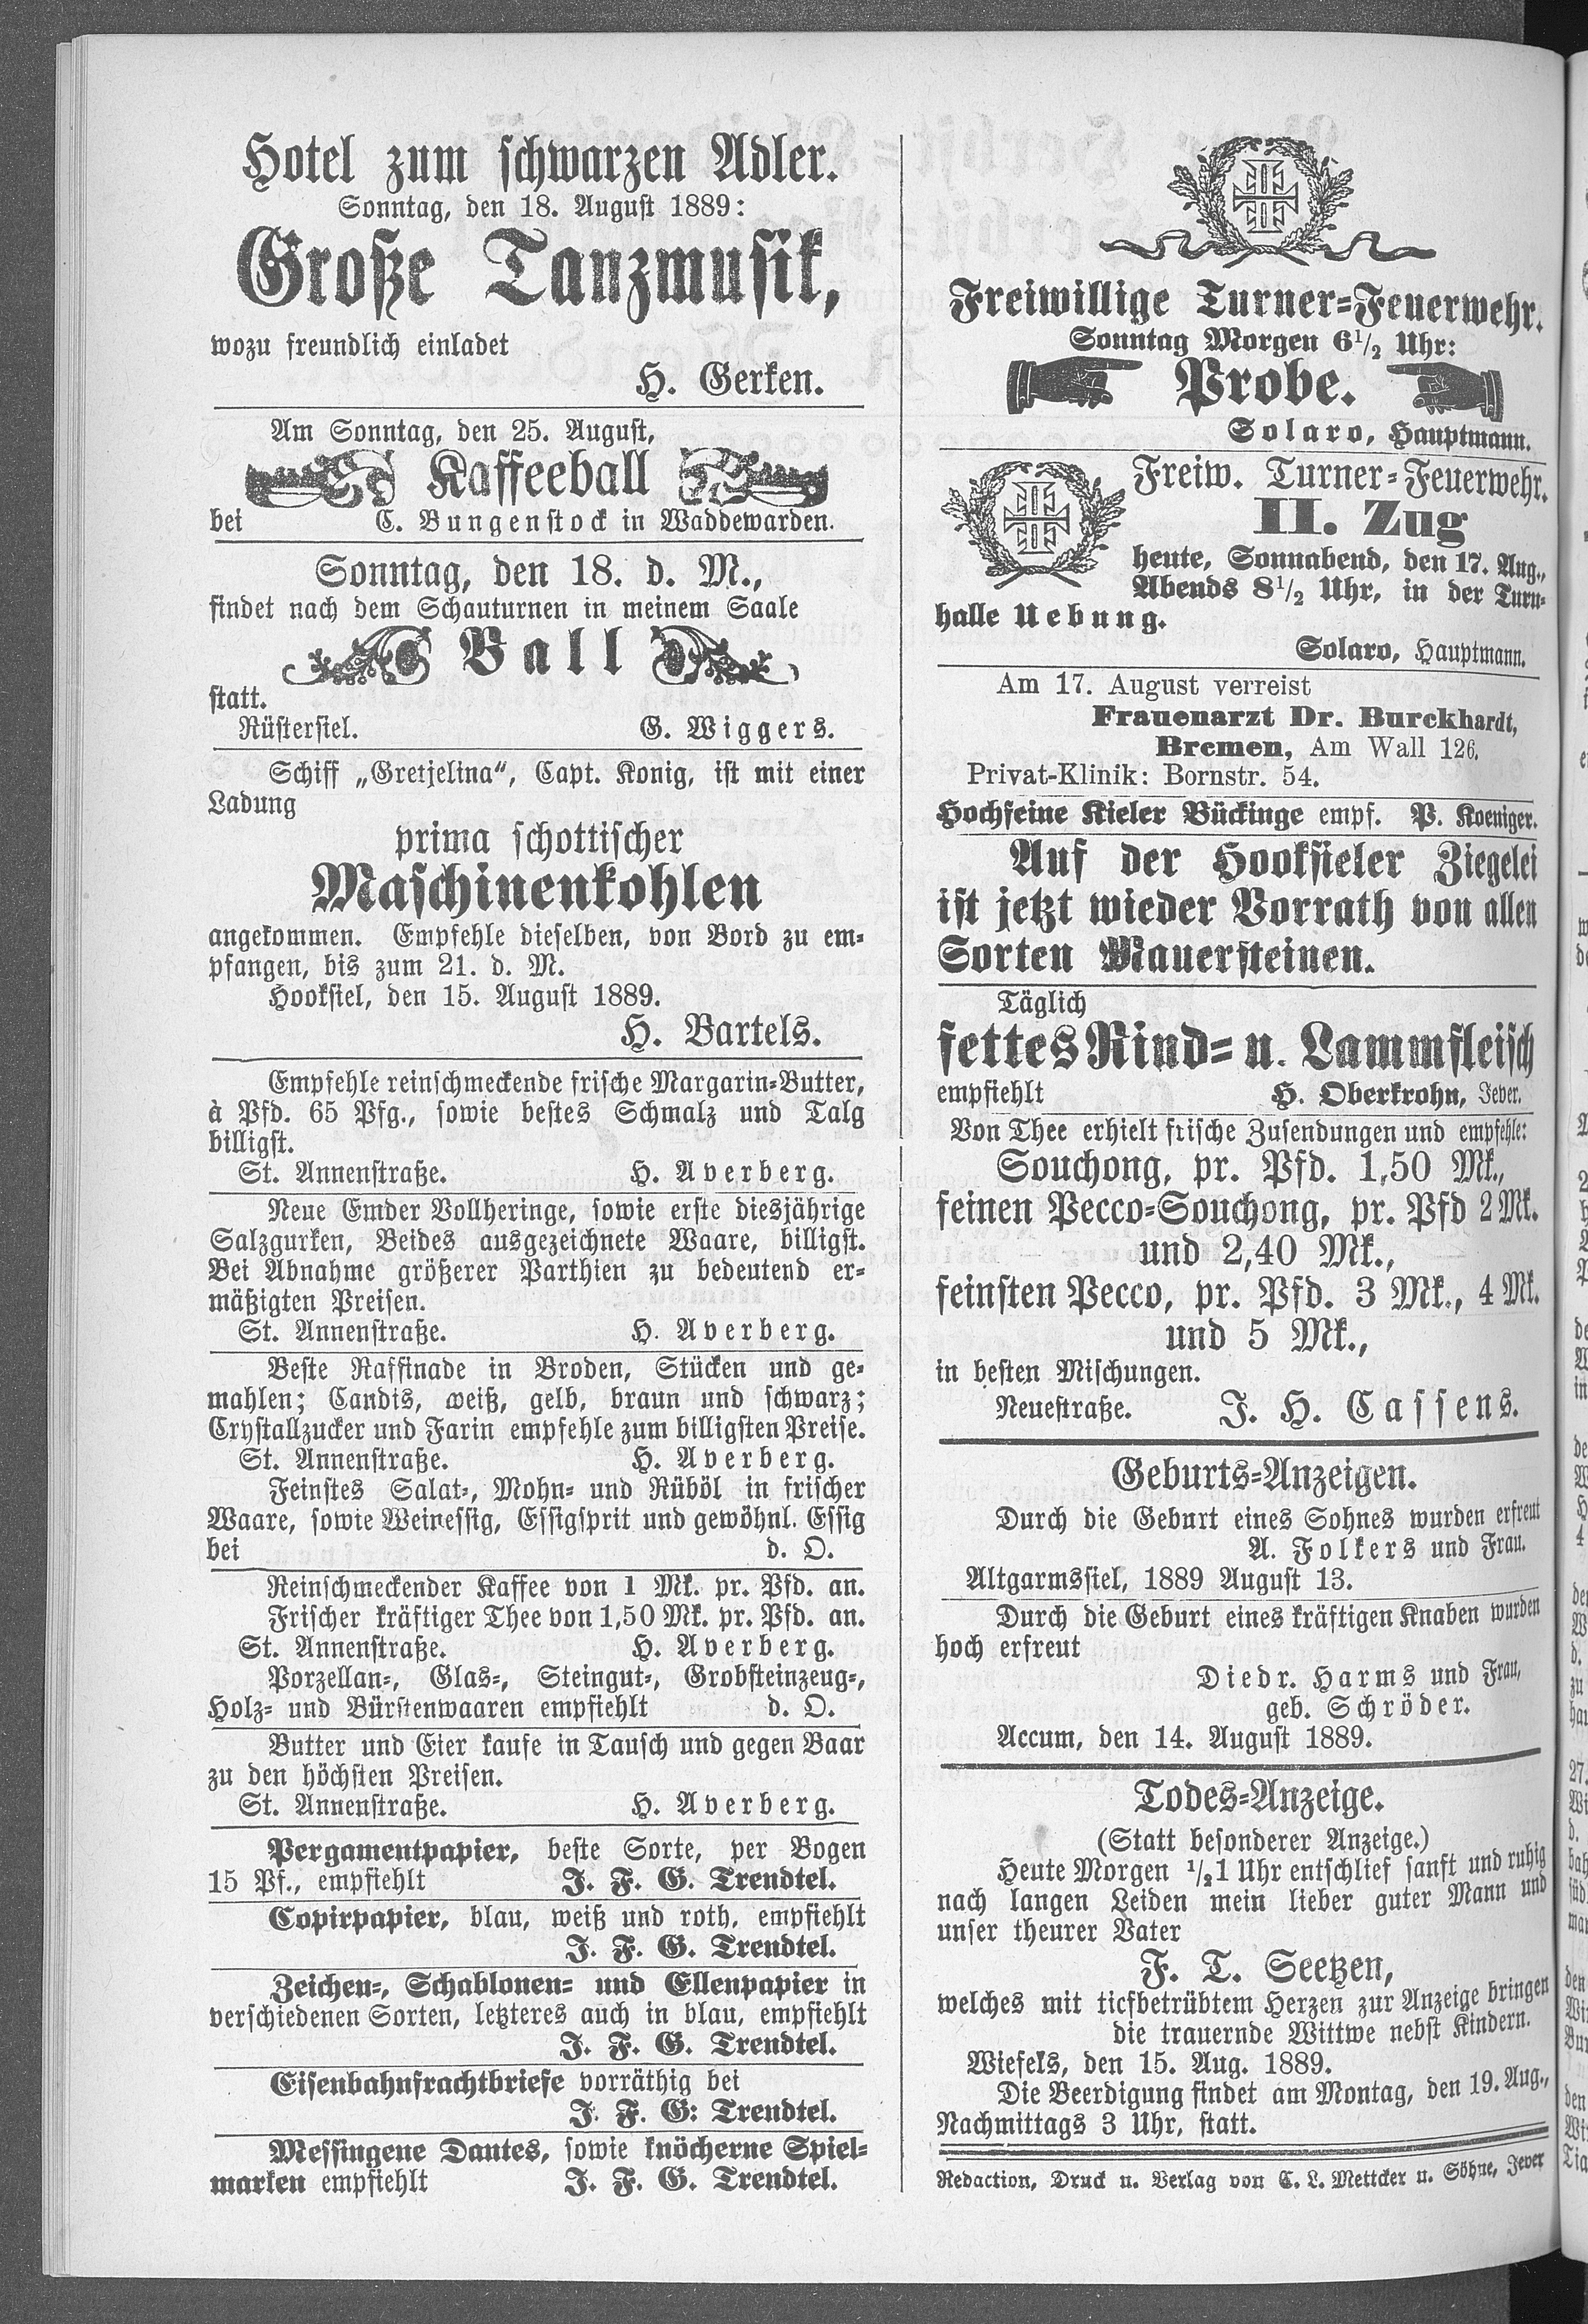 Hotel zum schwarzen Adler.
Sonntag, den 18. August 1889:
Große Tanzmusik,
wozu freundlich einladet
H. Gerken.
Am Sonntag, den 25. August,
Kaffeeball
bei C. Bungenstock in Waddewarden.
Sonntag, den 18. d. M.,
findet nach dem Schauturnen in meinem Saale
Ball
statt.
Rüstersiel. G. Wiggers.
Schiff „Gretjelina“, Capt. Konig, ist mit einer
Ladung
prima schottischer
Maschinenkohlen
angekommen. Empfehle dieselben, von Bord zu em-
pfangen, bis zum 21. d. M.
Hooksiel, den 15. August 1889.
H. Bartels.
Empfehle reinschmeckende frische Margarin-Butter,
à Pfd. 65 Pfg., sowie bestes Schmalz und Talg
billigst.
St. Annenstraße. H. Averberg.
Neue Emder Vollheringe, sowie erste diesjährige
Salzgurken, Beides ausgezeichnete Waare, billigst.
Bei Abnahme größerer Parthien zu bedeutend er-
mäßigten Preisen.
St. Annenstraße. H. Averberg.
Beste Raffinade in Broden, Stücken und ge-
mahlen; Candis, weiß, gelb, braun und schwarz;
Crystallzucker und Farin empfehle zum billigsten Preise.
St. Annenstraße. H. Averberg.
Feinstes Salat-, Mohn- und Rüböl in frischer
Waare, sowie Weinessig, Essigsprit und gewöhnl. Essig
bei d. O.
Reinschmeckender Kaffee von 1 Mk. pr. Pfd. an.
Frischer kräftiger Thee von 1,50 Mk. pr. Pfd. an.
St. Annenstraße. H. Averberg.
Porzellan-, Glas-, Steingut-, Grobsteinzeug-,
Holz- und Bürstenwaaren empfiehlt d. O.
Butter und Eier kaufe in Tausch und gegen Baar
zu den höchsten Preisen.
St. Annenstraße. H. Averberg.
Pergamentpapier, beste Sorte, per Bogen
15 Pf., empfiehlt J. F. G. Trendtel.
Copirpapier, blau, weiß und roth, empfiehlt
J. F. G. Trendtel.
Zeichen-, Schablonen- und Ellenpapier in
verschiedenen Sorten, letzteres auch in blau, empfiehlt
J. F. G. Trendtel.
Eisenbahnfrachtbriefe vorräthig bei
J. F. G: Trendtel.
Messingene Dantes, sowie knöcherne Spiel-
marken empfiehlt J. F. G. Trendtel.
Freiwillige Turner-Feuerwehr.
Sonntag Morgen 6 1/2 Uhr:
Probe.
Solaro, Hauptmann.
Freiw. Turner-Feuerwehr.
II. Zug
heute, Sonnabend, den 17. Aug.,
Abends 8 1/2 Uhr, in der Turn-
halle Uebung.
Solaro, Hauptmann.
Am 17. August verreist
Frauenarzt Dr. Burckhardt,
Bremen, Am Wall 126.
Privat-Klinik: Bornstr. 54.
Hochfeine Kieler Bückinge empf. P. Koeniger.
Auf der Hooksieler Ziegelei
ist jetzt wieder Vorrath von allen
Sorten Mauersteinen.
Täglich
fettes Rind- u. Lammfleisch
empfiehlt H. Oberkrohn, Jever.
Von Thee erhielt frische Zusendungen und empfehle:
Souchong, pr. Pfd. 1,50 Mk.,
feinen Pecco-Souchong, pr. Pfd 2 Mk.
und 2,40 Mk.,
feinsten Pecco, pr. Pfd. 3 Mk., 4 Mk.
und 5 Mk.,
in besten Mischungen.
Neuestraße. J. H. Cassens.
Geburts-Anzeigen.
Durch die Geburt eines Sohnes wurden erfreut
A. Folkers und Frau.
Altgarmssiel, 1889 August 13.
Durch die Geburt eines kräftigen Knaben wurden
hoch erfreut
Diedr. Harms und Frau,
geb. Schröder.
Accum, den 14. August 1889.
Todes-Anzeige.
(Statt besonderer Anzeige.)
Heute Morgen 1/2 1 Uhr entschlief sanft und ruhig
nach langen Leiden mein lieber guter Mann und
unser theurer Vater
F. T. Seetzen,
welches mit tiefbetrübtem Herzen zur Anzeige bringen
die trauernde Wittwe nebst Kindern.
Wiefels, den 15. Aug. 1889.
Die Beerdigung findet am Montag, den 19. Aug.,
Nachmittags 3 Uhr, statt.
Redaction, Druck u. Verlag von C. L. Mettcker u. Söhne, Jever